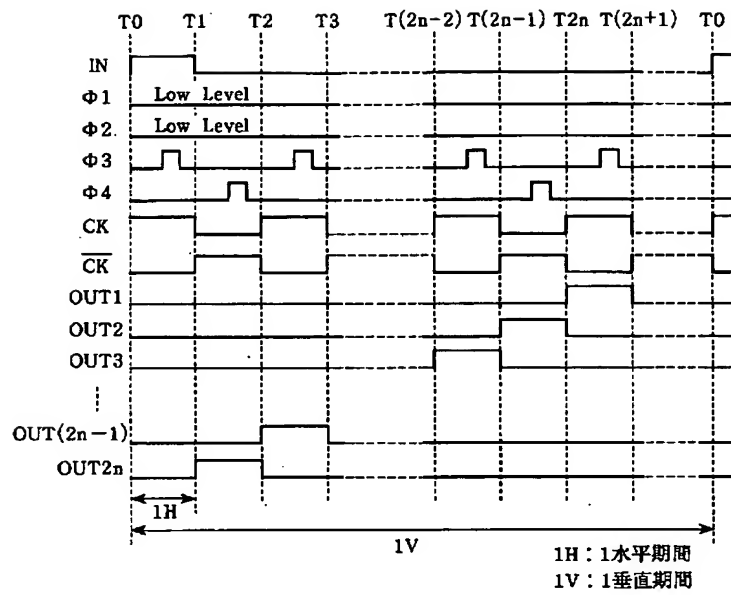 T0 T1 T2 T3 T(2n-2) T(2n-1) T2n T(2n+1) T0
IN
Φ1 Low Level
Φ2 Low Level
Φ3
Φ4
CK
C̅K̅
OUT1
OUT2
OUT3
OUT(2n-1)
OUT2n
1H
1V
1H：1水平期間
1V：1垂直期間